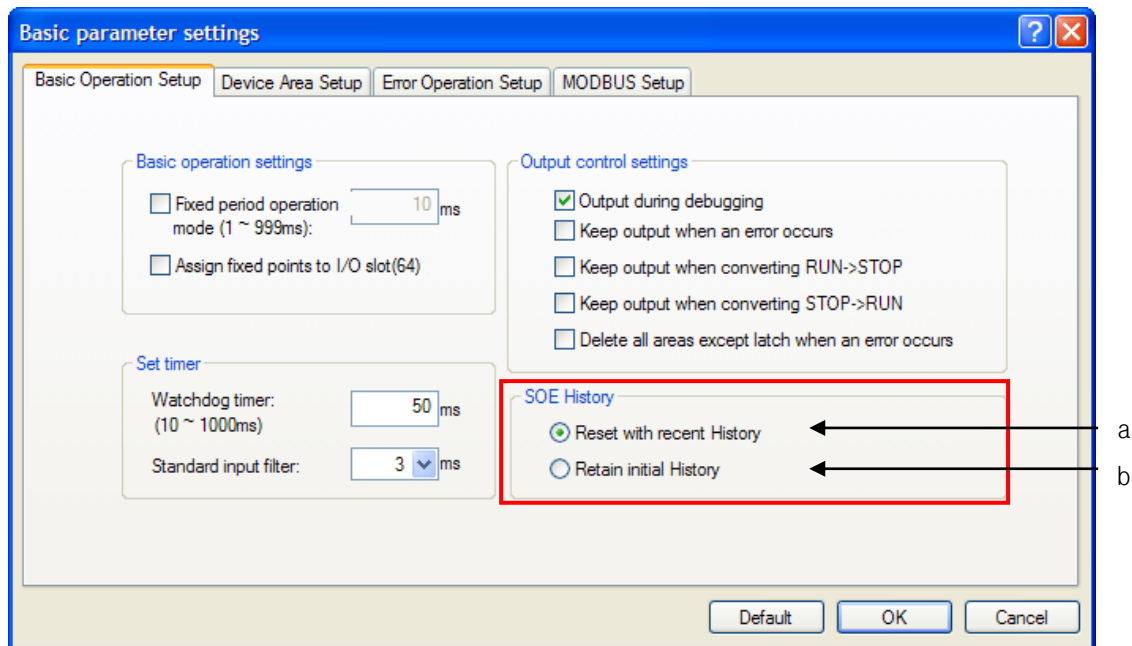 Basic parameter settings
Basic Operation Setup
Device Area Setup
Error Operation Setup
MODBUS Setup
Basic operation settings
Fixed period operation
mode (1 ~ 999ms):
10 ms
Assign fixed points to I/O slot(64)
Output control settings
Output during debugging
Keep output when an error occurs
Keep output when converting RUN->STOP
Keep output when converting STOP->RUN
Delete all areas except latch when an error occurs
Set timer
Watchdog timer:
(10 ~ 1000ms)
50 ms
Standard input filter:
3 ms
SOE History
Reset with recent History
a
Retain initial History
b
Default
OK
Cancel